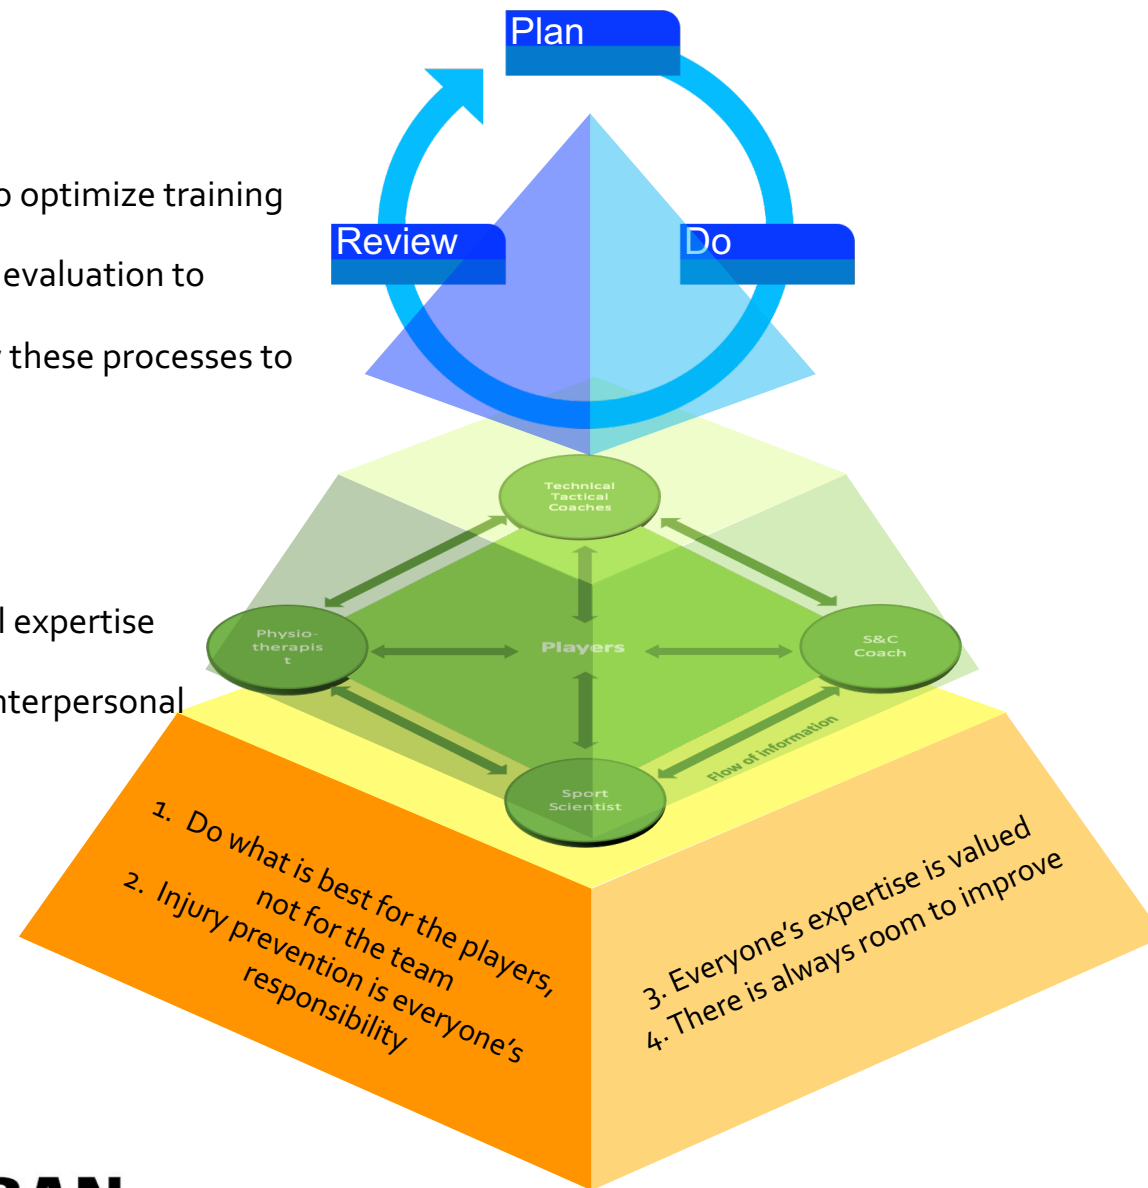 Plan
o optimize training
Review
Do
evaluation to
these processes to
Technical
Tactical
Coaches
l expertise
Physio-
therapis
t
Players
S&C
Coach
nterpersonal
Flow of information
Sport
Scientist
1. Do what is best for the players,
not for the team
2. Injury prevention is everyone's
responsibility
3. Everyone's expertise is valued
4. There is always room to improve